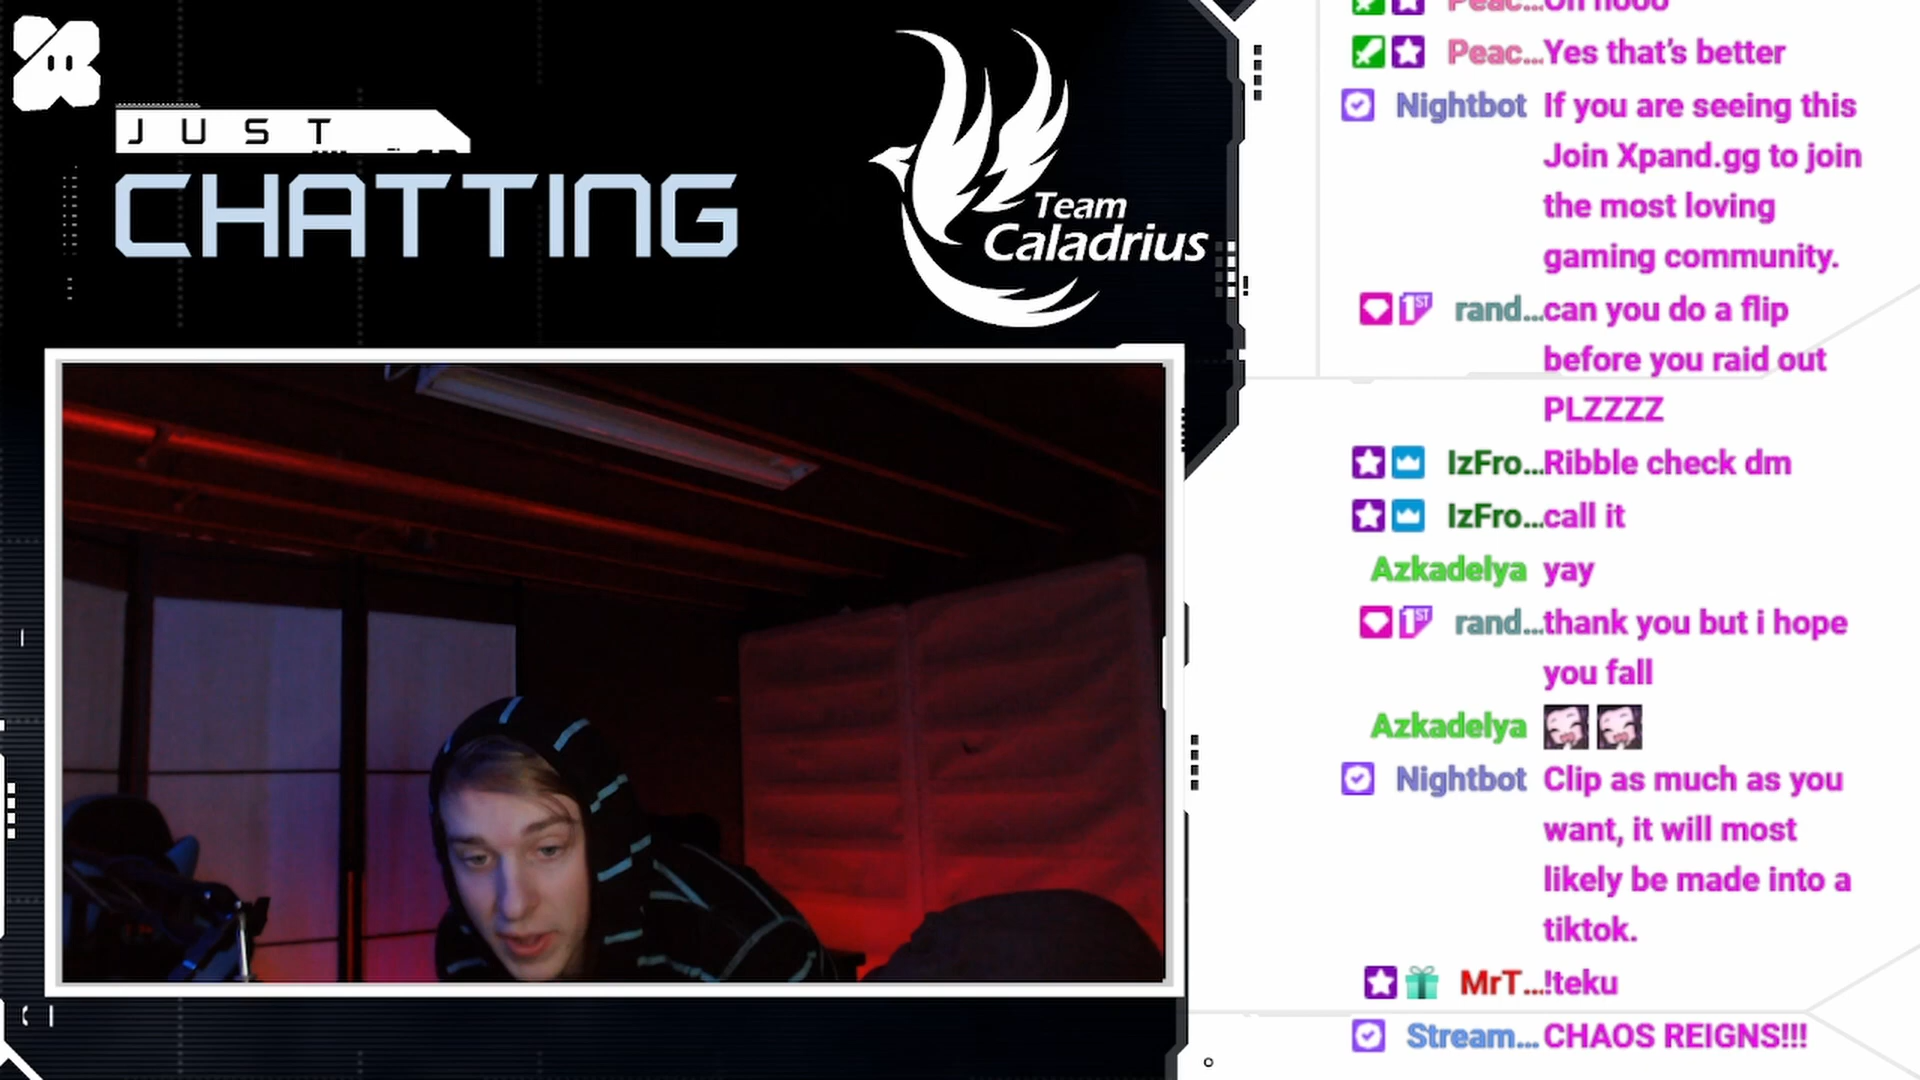 JUST
CHATTING
Team
Caladrius
Peac... Oh nooo
Peac... Yes that's better
Nightbot If you are seeing this
Join Xpand.gg to join
the most loving
gaming community.
rand... can you do a flip
before you raid out
PLZZZZ
IzFro... Ribble check dm
IzFro... call it
Azkadelya yay
rand... thank you but i hope
you fall
Azkadelya
Nightbot Clip as much as you
want, it will most
likely be made into a
tiktok.
MrT... !teku
Stream... CHAOS REIGNS!!!